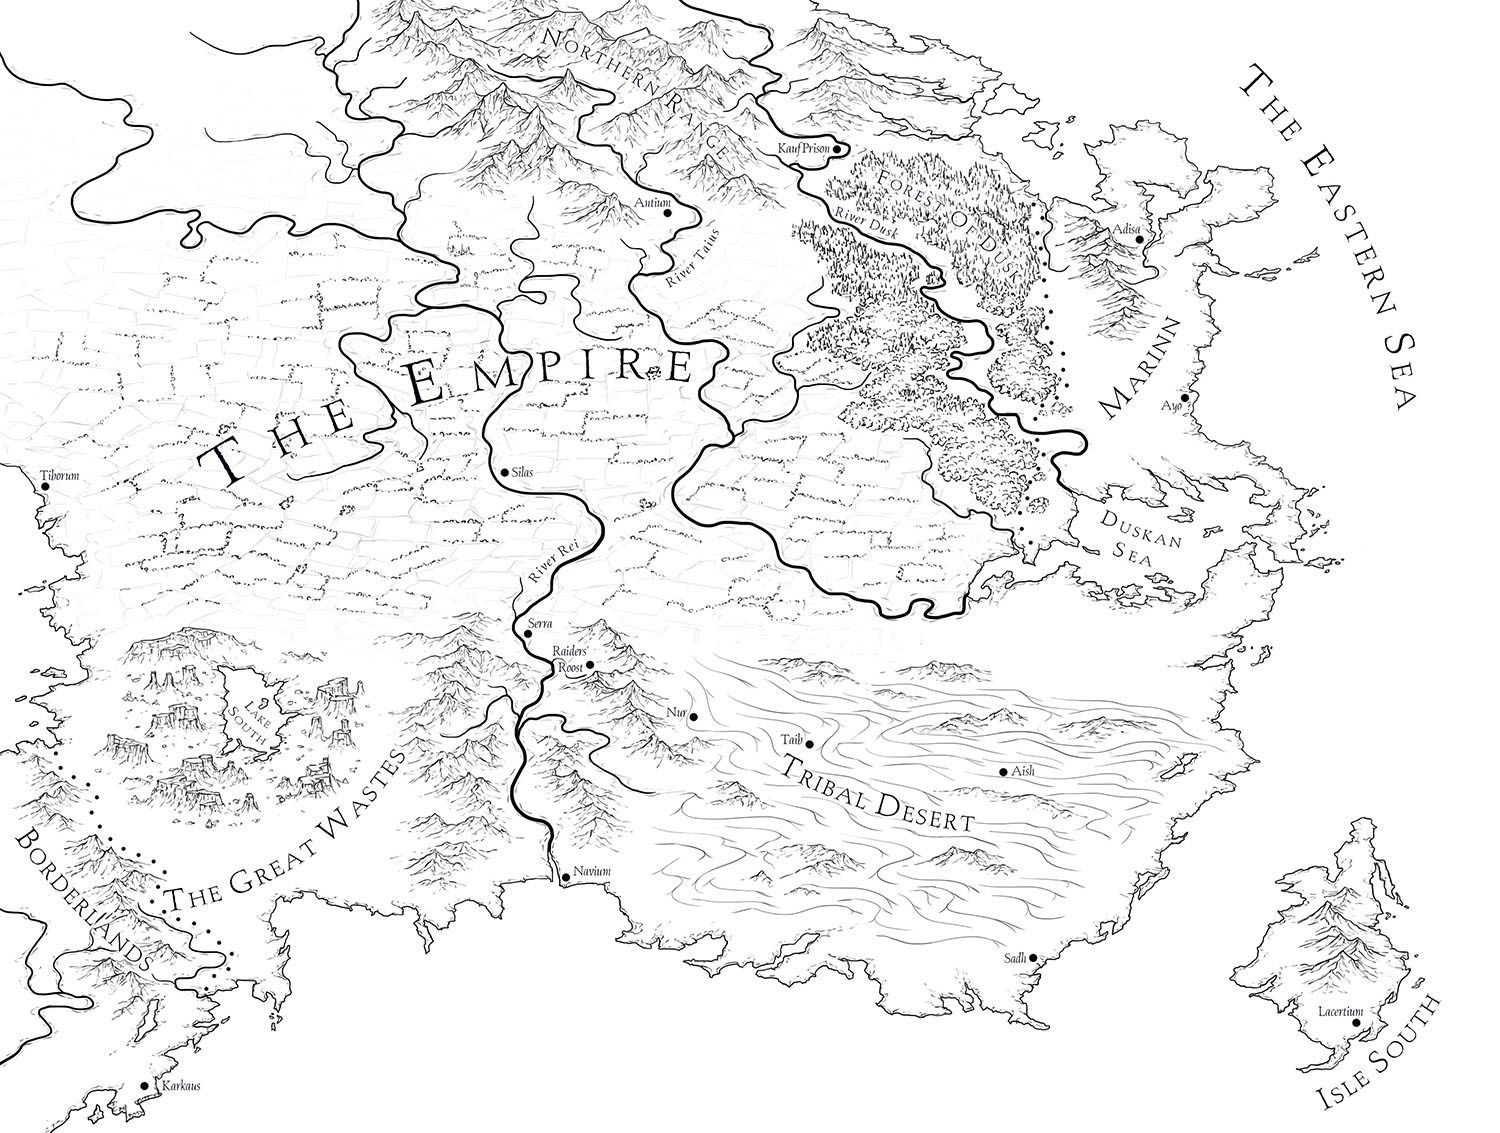 NORTHERN RANGE
THE EASTERN SEA
Kauf Prison
FOREST OF DUSK
Antium
River Dusk
Adisa
River Taius
MARINN
THE EMPIRE
Ayo
Tiborum
Silas
DUSKAN
SEA
River Rei
Serra
Raiders'
Roost
LAKE
SOUTH
Nur
Taib
Aish
TRIBAL DESERT
THE GREAT WASTES
BORDERLANDS
Navium
Sadh
Lacertium
ISLE SOUTH
Karkaus